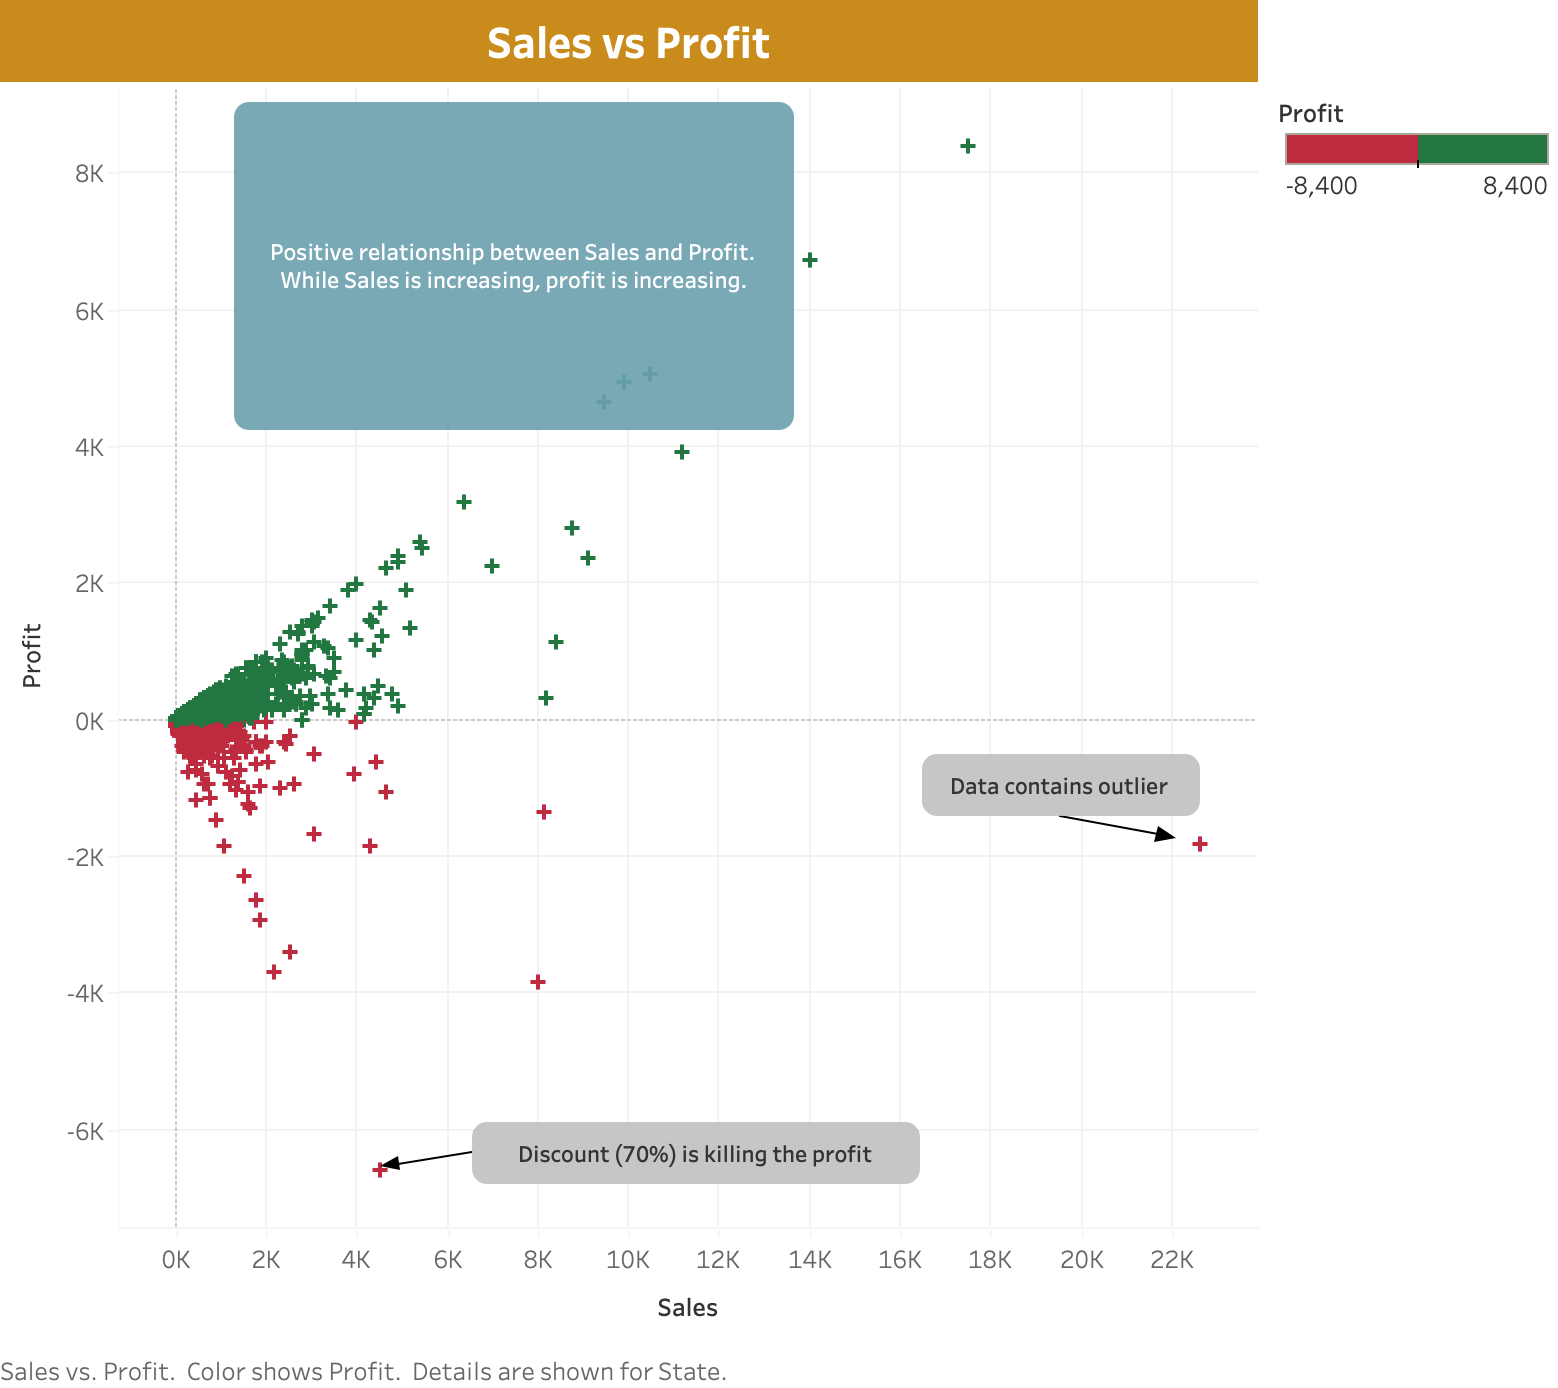 Sales vs Profit
Profit
-8,400 8,400
Positive relationship between Sales and Profit.
While Sales is increasing, profit is increasing.
8K
6K
4K
2K
0K
-2K
-4K
-6K
Profit
Data contains outlier
Discount (70%) is killing the profit
0K 2K 4K 6K 8K 10K 12K 14K 16K 18K 20K 22K
Sales
Sales vs. Profit.  Color shows Profit.  Details are shown for State.